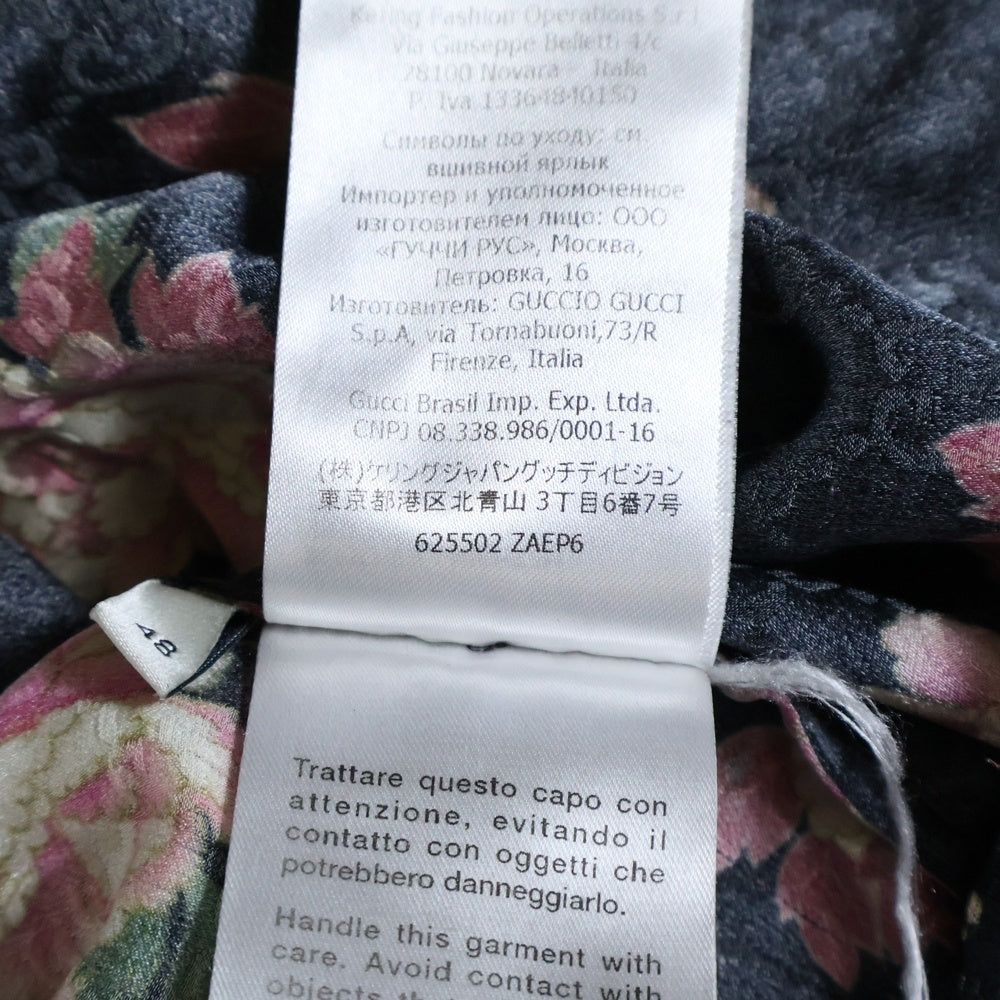 Kering Fashion Operations S.r.l
Via Giuseppe Belletti 4/c
28100 Novara - Italia
P. Iva 13364840150
Символы по уходу: см.
вшивной ярлык
Импортер и уполномоченное
изготовителем лицо: ООО
«ГУЧЧИ РУС», Москва,
Петровка, 16
Изготовитель: GUCCIO GUCCI
S.p.A, via Tornabuoni,73/R
Firenze, Italia
Gucci Brasil Imp. Exp. Ltda.
CNPJ 08.338.986/0001-16
(株)ケリングジャパングッチディビジョン
東京都港区北青山 3丁目6番7号
625502 ZAEP6
48
Trattare questo capo con
attenzione, evitando il
contatto con oggetti che
potrebbero danneggiarlo.
Handle this garment with
care. Avoid contact with
objects